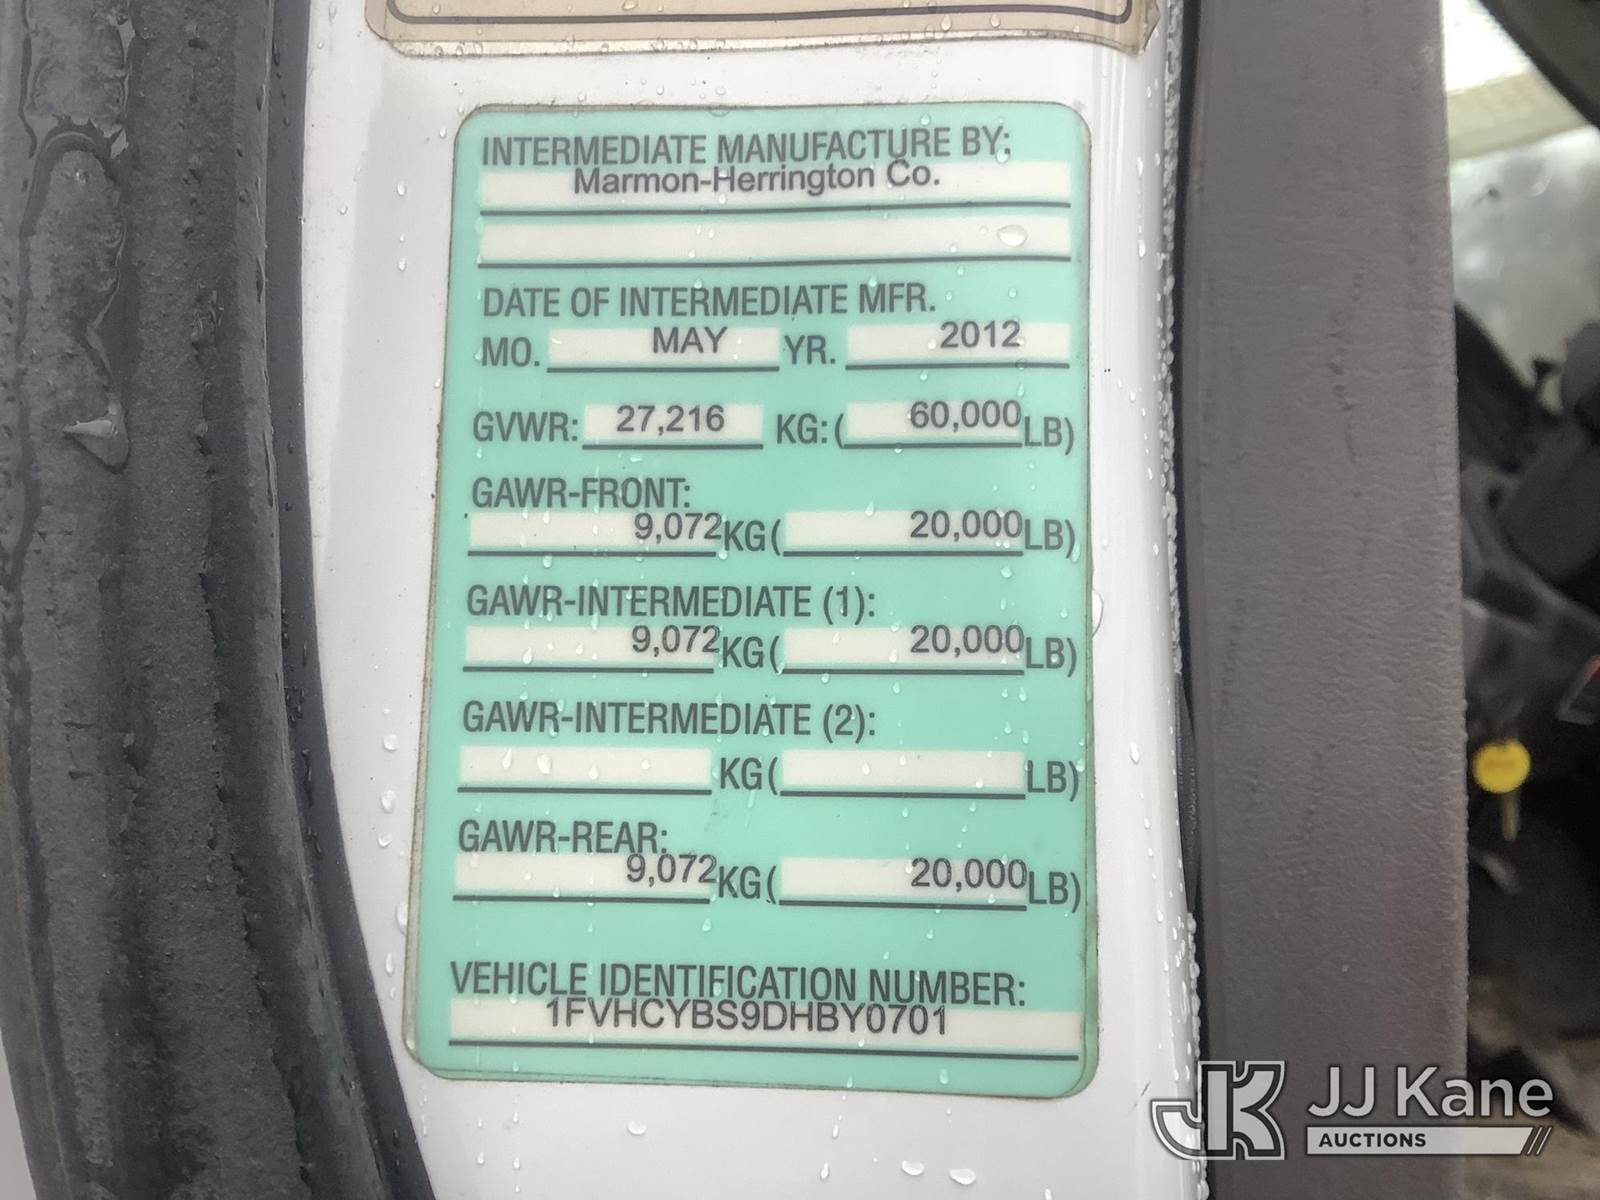 INTERMEDIATE MANUFACTURE BY:
Marmon-Herrington Co.
DATE OF INTERMEDIATE MFR.
MO. MAY YR. 2012
GVWR: 27,216 KG: ( 60,000 LB)
GAWR-FRONT:
9,072 KG ( 20,000 LB)
GAWR-INTERMEDIATE (1):
9,072 KG ( 20,000 LB)
GAWR-INTERMEDIATE (2):
KG ( LB)
GAWR-REAR:
9,072 KG ( 20,000 LB)
VEHICLE IDENTIFICATION NUMBER:
1FVHCYBS9DHBY0701
JK JJ Kane
AUCTIONS